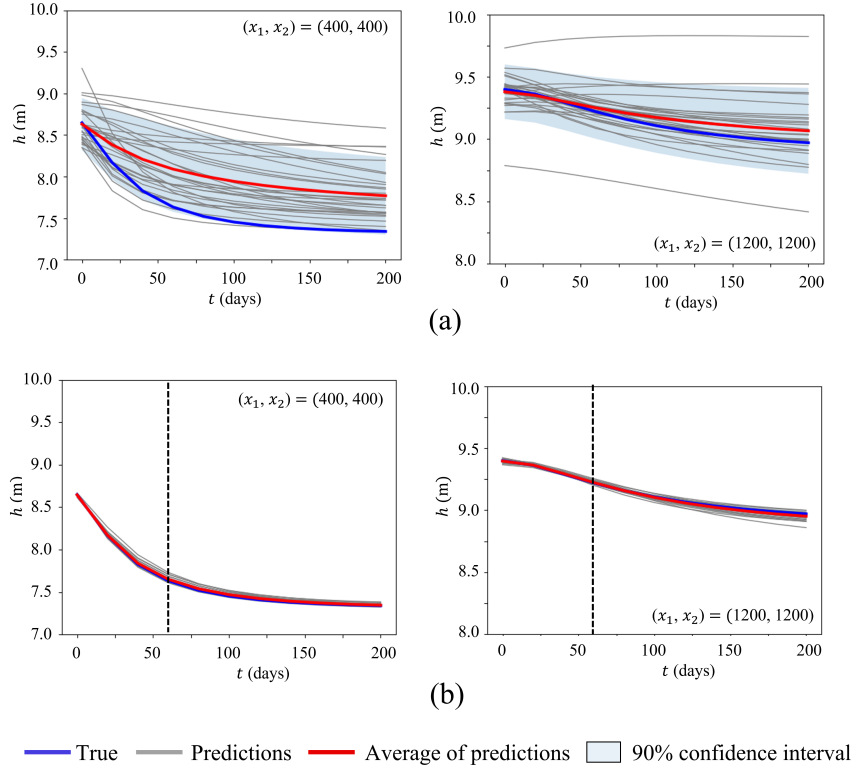 10.0
9.5
9.0
8.5
8.0
7.5
7.0
h (m)
(x₁, x₂) = (400, 400)
0 50 100 150 200
t (days)
10.0
9.5
9.0
8.5
8.0
h (m)
(x₁, x₂) = (1200, 1200)
0 50 100 150 200
t (days)
(a)
10.0
9.5
9.0
8.5
8.0
7.5
7.0
h (m)
(x₁, x₂) = (400, 400)
0 50 100 150 200
t (days)
10.0
9.5
9.0
8.5
8.0
h (m)
(x₁, x₂) = (1200, 1200)
0 50 100 150 200
t (days)
(b)
True Predictions Average of predictions 90% confidence interval